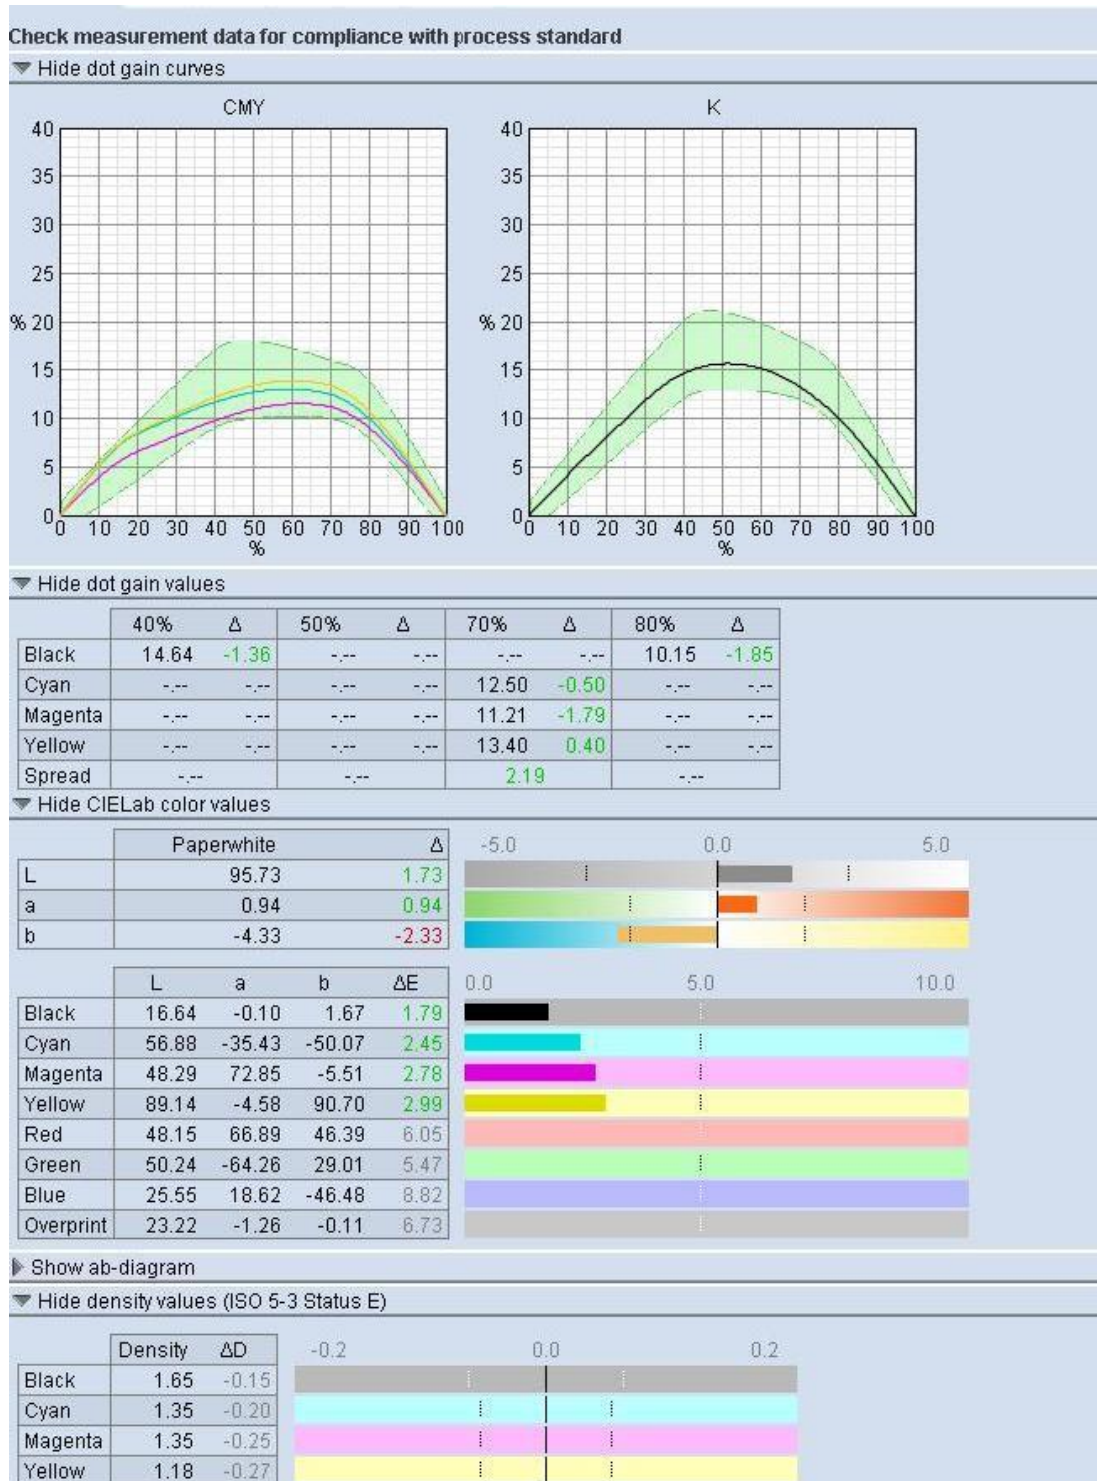 Check measurement data for compliance with process standard
Hide dot gain curves
CMY K
40 40
35 35
30 30
25 25
% 20 % 20
15 15
10 10
5 5
0 0
0 10 20 30 40 50 60 70 80 90 100 0 10 20 30 40 50 60 70 80 90 100
% %
Hide dot gain values
40% Δ 50% Δ 70% Δ 80% Δ
Black 14.64 -1.36 -.-- -.-- -.-- -.-- 10.15 -1.85
Cyan -.-- -.-- -.-- -.-- 12.50 -0.50 -.-- -.--
Magenta -.-- -.-- -.-- -.-- 11.21 -1.79 -.-- -.--
Yellow -.-- -.-- -.-- -.-- 13.40 0.40 -.-- -.--
Spread -.-- -.-- 2.19 -.--
Hide CIELab color values
Paperwhite Δ -5.0 0.0 5.0
L 95.73 1.73
a 0.94 0.94
b -4.33 -2.33
L a b ΔE 0.0 5.0 10.0
Black 16.64 -0.10 1.67 1.79
Cyan 56.88 -35.43 -50.07 2.45
Magenta 48.29 72.85 -5.51 2.78
Yellow 89.14 -4.58 90.70 2.99
Red 48.15 66.89 46.39 6.05
Green 50.24 -64.26 29.01 5.47
Blue 25.55 18.62 -46.48 8.82
Overprint 23.22 -1.26 -0.11 6.73
Show ab-diagram
Hide density values (ISO 5-3 Status E)
Density ΔD -0.2 0.0 0.2
Black 1.65 -0.15
Cyan 1.35 -0.20
Magenta 1.35 -0.25
Yellow 1.18 -0.27